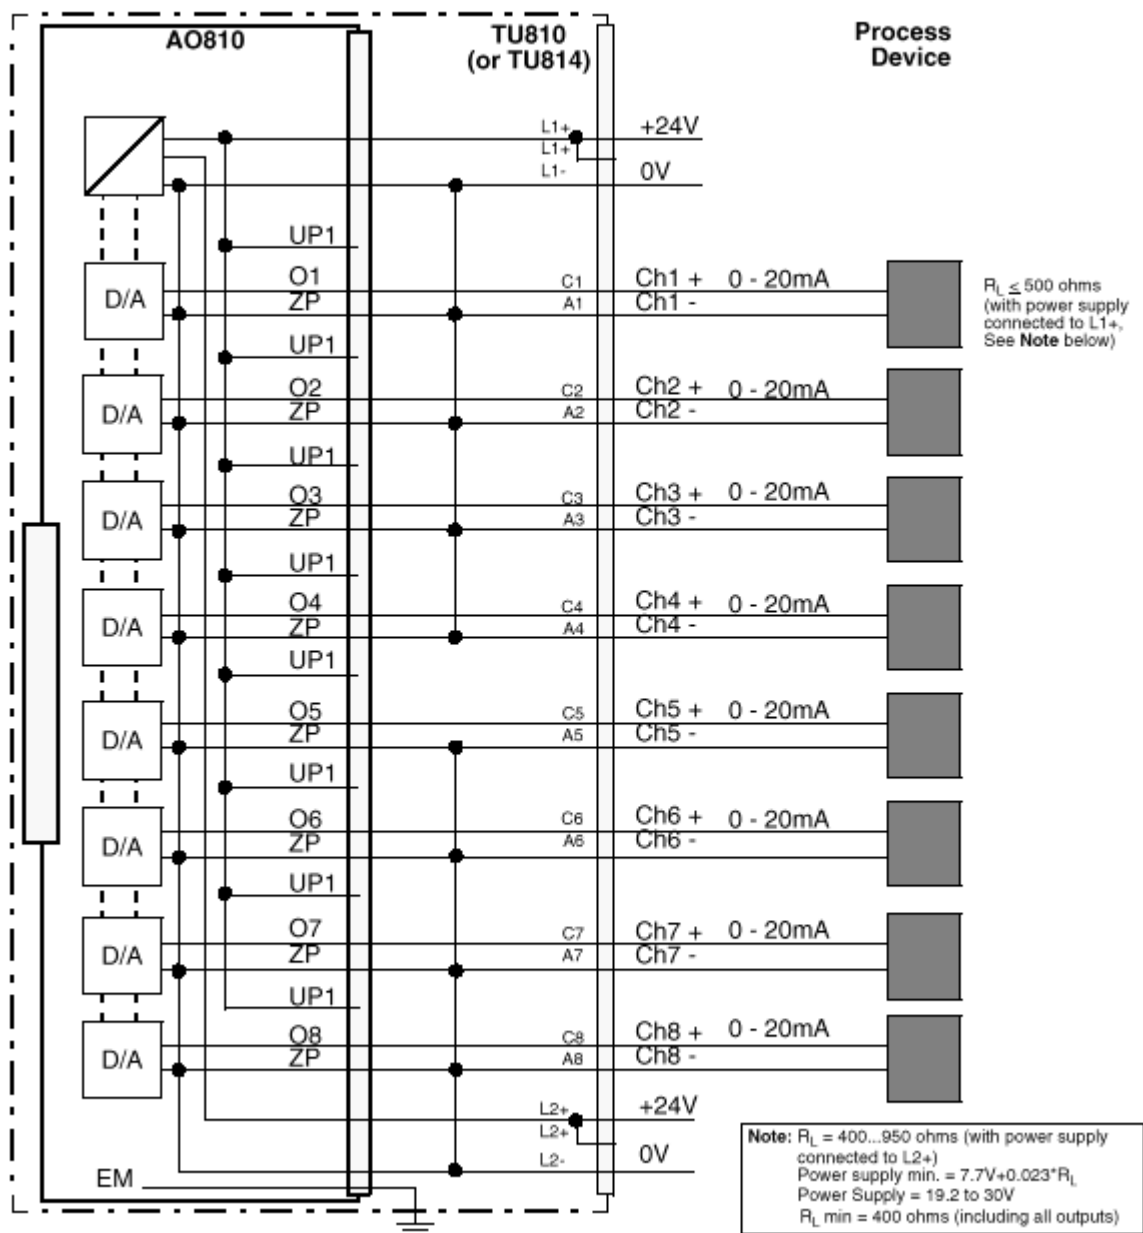 AO810
TU810
(or TU814)
Process
Device
L1+
+24V
L1+
L1-
0V
UP1
O1
C1
Ch1 +
0 - 20mA
ZP
A1
Ch1 -
D/A
R_L ≤ 500 ohms
(with power supply
connected to L1+,
See Note below)
UP1
O2
C2
Ch2 +
0 - 20mA
ZP
A2
Ch2 -
D/A
UP1
O3
C3
Ch3 +
0 - 20mA
ZP
A3
Ch3 -
D/A
UP1
O4
C4
Ch4 +
0 - 20mA
ZP
A4
Ch4 -
D/A
UP1
O5
C5
Ch5 +
0 - 20mA
ZP
A5
Ch5 -
D/A
UP1
O6
C6
Ch6 +
0 - 20mA
ZP
A6
Ch6 -
D/A
UP1
O7
C7
Ch7 +
0 - 20mA
ZP
A7
Ch7 -
D/A
UP1
O8
C8
Ch8 +
0 - 20mA
ZP
A8
Ch8 -
D/A
L2+
+24V
L2+
L2-
0V
EM
Note: R_L = 400...950 ohms (with power supply
connected to L2+)
Power supply min. = 7.7V+0.023*R_L
Power Supply = 19.2 to 30V
R_L min = 400 ohms (including all outputs)